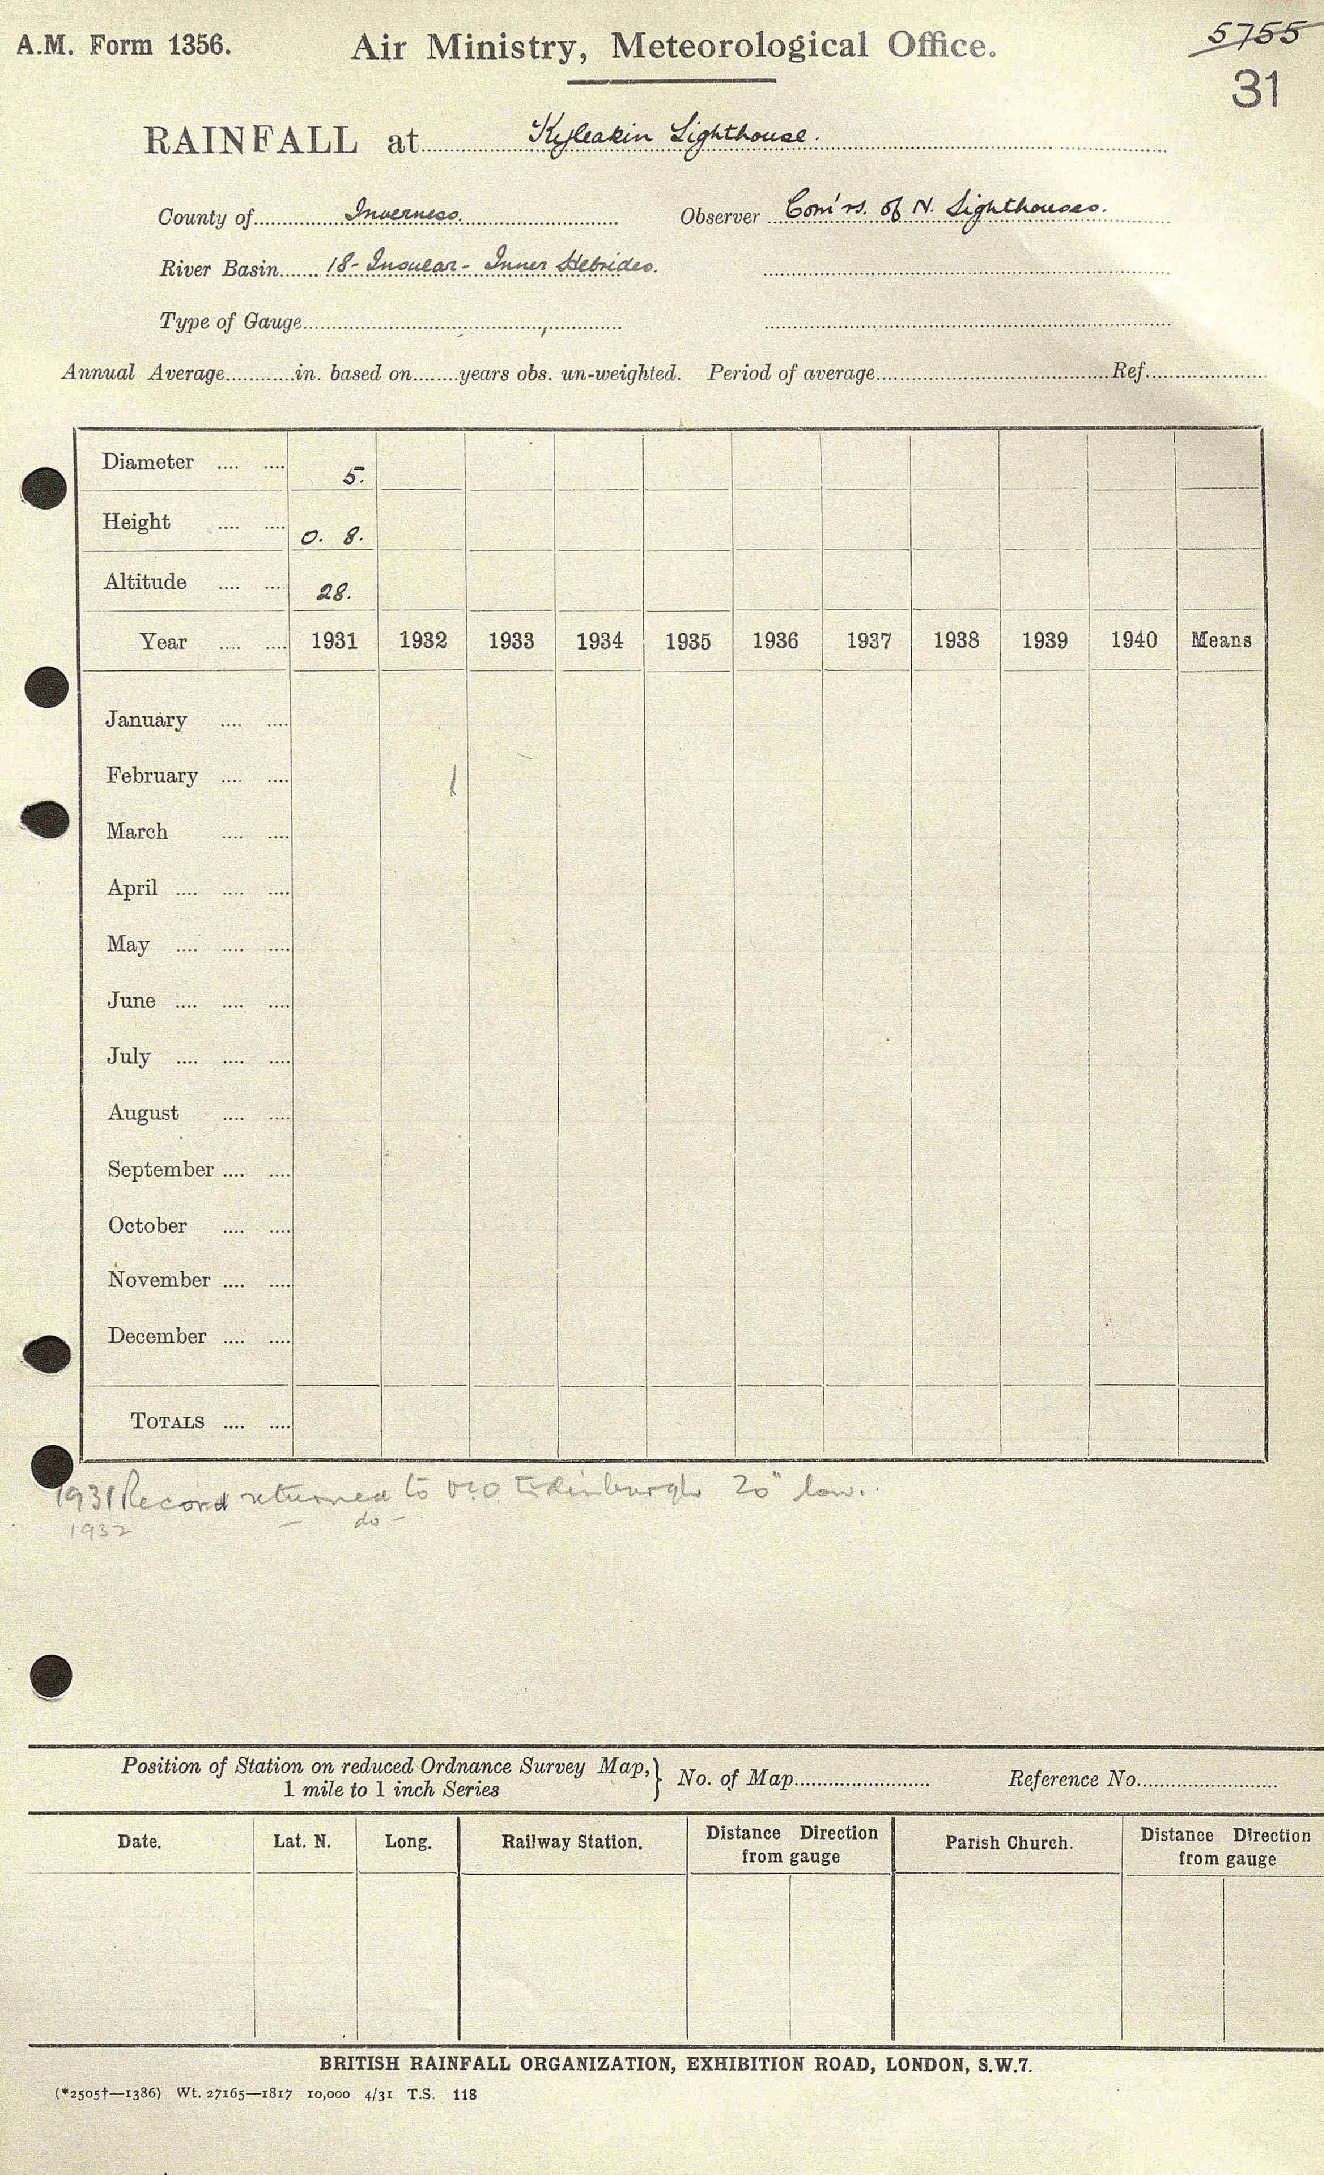 A.M. Form 1356.
Air Ministry, Meteorological Office.
5755
31
RAINFALL at Kyleakin Lighthouse.
County of Inverness. Observer Com'rs. of N. Lighthouses.
River Basin 18 - Insular - Inner Hebrides.
Type of Gauge
Annual Average in. based on years obs. un-weighted. Period of average Ref.
Diameter .... .... 5.
Height .... .... 0. 8.
Altitude .... .... 28.
Year .... .... 1931 1932 1933 1934 1935 1936 1937 1938 1939 1940 Means
January .... ....
February .... ....
March .... ....
April .... .... ....
May .... .... ....
June .... .... ....
July .... .... ....
August .... ....
September .... ....
October .... ....
November .... ....
December .... ....
TOTALS .... ....
1931 Record returned to M.O. Edinburgh 20" low.
1932 - do -
Position of Station on reduced Ordnance Survey Map,
1 mile to 1 inch Series
} No. of Map Reference No.
Date. Lat. N. Long. Railway Station. Distance Direction from gauge Parish Church. Distance Direction from gauge
BRITISH RAINFALL ORGANIZATION, EXHIBITION ROAD, LONDON, S.W.7.
(*2505†—1386) Wt. 27165—1817 10,000 4/31 T.S. 118